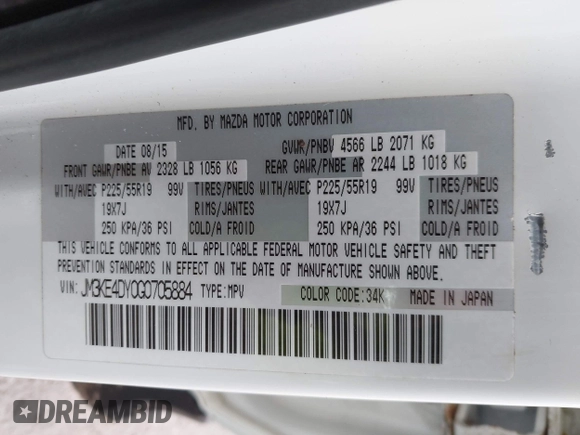 MFD. BY MAZDA MOTOR CORPORATION
DATE 08/15 GVWR/PNBV 4566 LB 2071 KG
FRONT GAWR/PNBE AV 2328 LB 1056 KG REAR GAWR/PNBE AR 2244 LB 1018 KG
WITH/AVEC P225/55R19 99V TIRES/PNEUS WITH/AVEC P225/55R19 99V TIRES/PNEUS
19X7J RIMS/JANTES 19X7J RIMS/JANTES
250 KPA/36 PSI COLD/A FROID 250 KPA/36 PSI COLD/A FROID
THIS VEHICLE CONFORMS TO ALL APPLICABLE FEDERAL MOTOR VEHICLE SAFETY AND THEFT
PREVENTION STANDARDS IN EFFECT ON THE DATE OF MANUFACTURE SHOWN ABOVE.
VIN: JM3KE4DY0G0705884 TYPE:MPV COLOR CODE:34K MADE IN JAPAN
DREAMBID